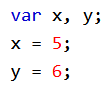 var x, y;
x = 5;
y = 6;